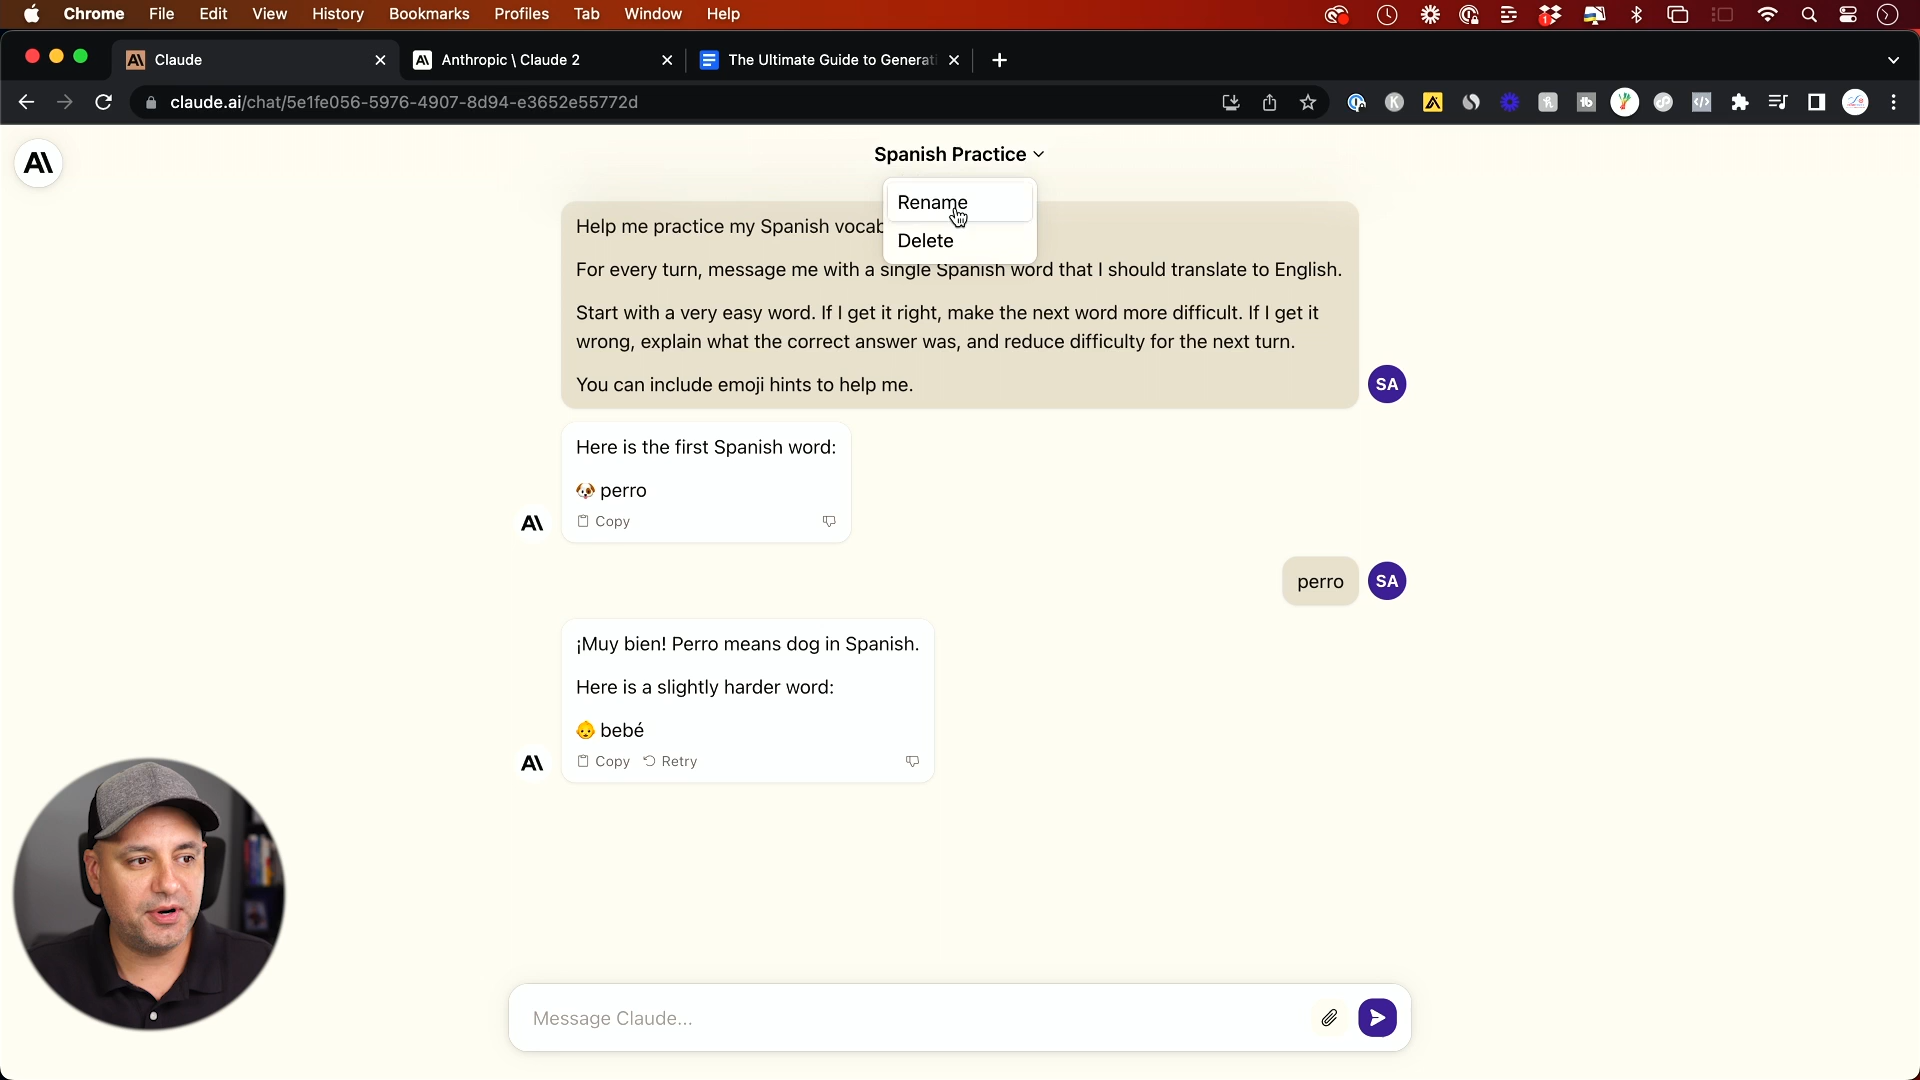 Chrome File Edit View History Bookmarks Profiles Tab Window Help
1
Claude
Anthropic \ Claude 2
The Ultimate Guide to Generati
claude.ai/chat/5e1fe056-5976-4907-8d94-e3652e55772d
Spanish Practice
Rename
Delete
Help me practice my Spanish vocab
For every turn, message me with a single Spanish word that I should translate to English.
Start with a very easy word. If I get it right, make the next word more difficult. If I get it
wrong, explain what the correct answer was, and reduce difficulty for the next turn.
You can include emoji hints to help me.
SA
Here is the first Spanish word:
🐶 perro
Copy
perro
SA
¡Muy bien! Perro means dog in Spanish.
Here is a slightly harder word:
👶 bebé
Copy Retry
Message Claude...